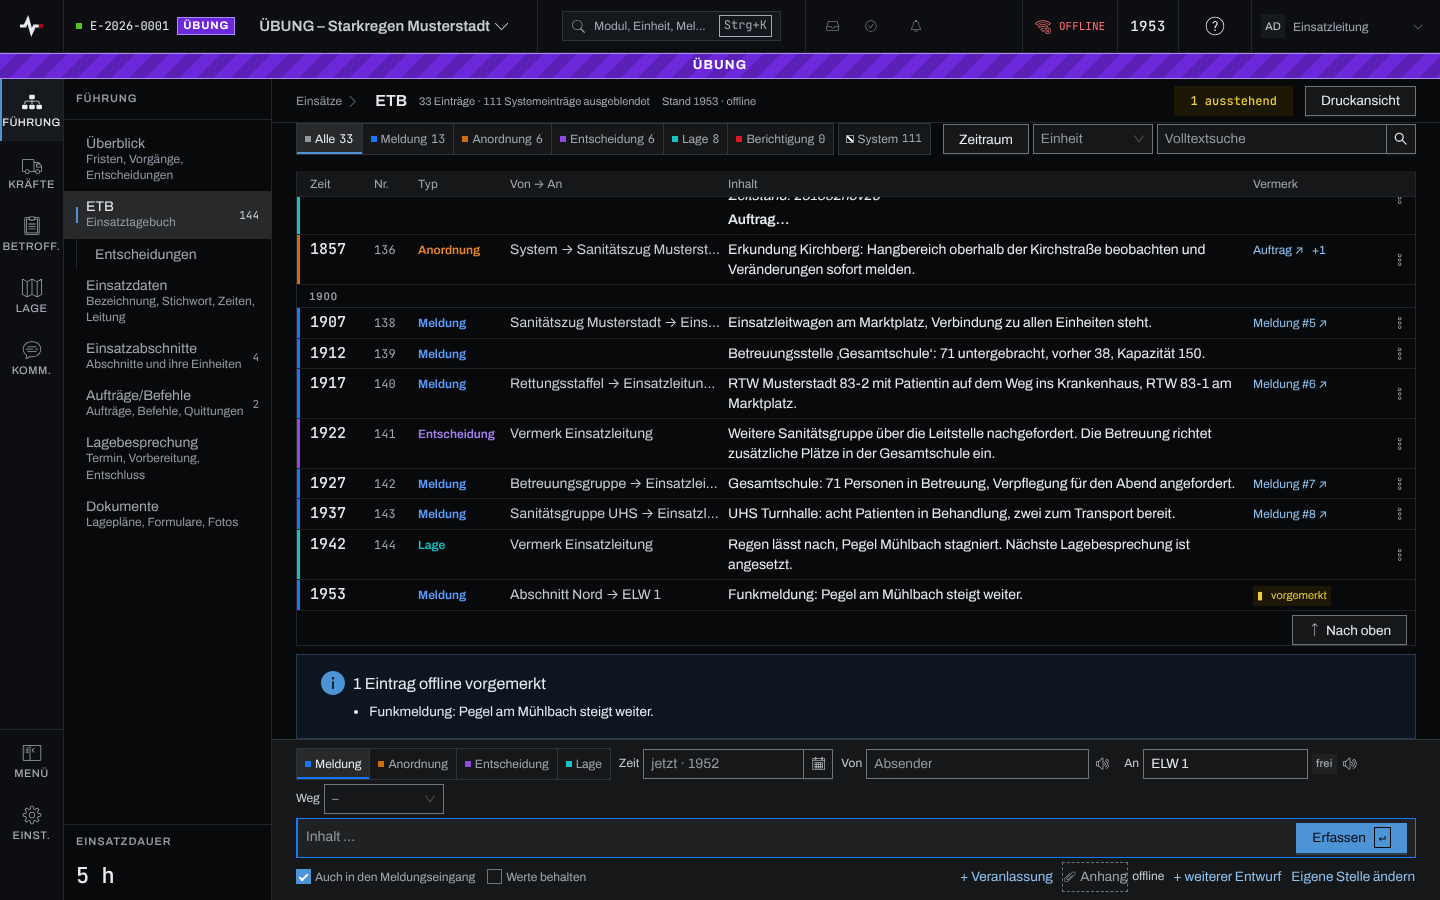 E-2026-0001 ÜBUNG ÜBUNG – Starkregen Musterstadt Modul, Einheit, Mel... Strg+K OFFLINE 1953 ? AD Einsatzleitung
ÜBUNG
FÜHRUNG
KRÄFTE
BETROFF.
LAGE
KOMM.
MENÜ
EINST.
FÜHRUNG
Überblick
Fristen, Vorgänge,
Entscheidungen
ETB
Einsatztagebuch 144
Entscheidungen
Einsatzdaten
Bezeichnung, Stichwort, Zeiten,
Leitung
Einsatzabschnitte
Abschnitte und ihre Einheiten 4
Aufträge/Befehle
Aufträge, Befehle, Quittungen 2
Lagebesprechung
Termin, Vorbereitung,
Entschluss
Dokumente
Lagepläne, Formulare, Fotos
EINSATZDAUER
5 h
Einsätze ETB 33 Einträge · 111 Systemeinträge ausgeblendet Stand 1953 · offline 1 ausstehend Druckansicht
Alle 33 Meldung 13 Anordnung 6 Entscheidung 6 Lage 8 Berichtigung 0 System 111 Zeitraum Einheit Volltextsuche
Zeit Nr. Typ Von → An Inhalt Vermerk
Auftrag...
1857 136 Anordnung System → Sanitätszug Musterst... Erkundung Kirchberg: Hangbereich oberhalb der Kirchstraße beobachten und Auftrag ↗ +1
Veränderungen sofort melden.
1900
1907 138 Meldung Sanitätszug Musterstadt → Eins... Einsatzleitwagen am Marktplatz, Verbindung zu allen Einheiten steht. Meldung #5 ↗
1912 139 Meldung Betreuungsstelle ‚Gesamtschule‘: 71 untergebracht, vorher 38, Kapazität 150.
1917 140 Meldung Rettungsstaffel → Einsatzleitun... RTW Musterstadt 83-2 mit Patientin auf dem Weg ins Krankenhaus, RTW 83-1 am Meldung #6 ↗
Marktplatz.
1922 141 Entscheidung Vermerk Einsatzleitung Weitere Sanitätsgruppe über die Leitstelle nachgefordert. Die Betreuung richtet
zusätzliche Plätze in der Gesamtschule ein.
1927 142 Meldung Betreuungsgruppe → Einsatzlei... Gesamtschule: 71 Personen in Betreuung, Verpflegung für den Abend angefordert. Meldung #7 ↗
1937 143 Meldung Sanitätsgruppe UHS → Einsatzl... UHS Turnhalle: acht Patienten in Behandlung, zwei zum Transport bereit. Meldung #8 ↗
1942 144 Lage Vermerk Einsatzleitung Regen lässt nach, Pegel Mühlbach stagniert. Nächste Lagebesprechung ist
angesetzt.
1953 Meldung Abschnitt Nord → ELW 1 Funkmeldung: Pegel am Mühlbach steigt weiter. vorgemerkt
↑ Nach oben
1 Eintrag offline vorgemerkt
• Funkmeldung: Pegel am Mühlbach steigt weiter.
Meldung Anordnung Entscheidung Lage Zeit jetzt · 1952 Von Absender An ELW 1 frei
Weg –
Inhalt ... Erfassen ↵
Auch in den Meldungseingang Werte behalten + Veranlassung Anhang offline + weiterer Entwurf Eigene Stelle ändern